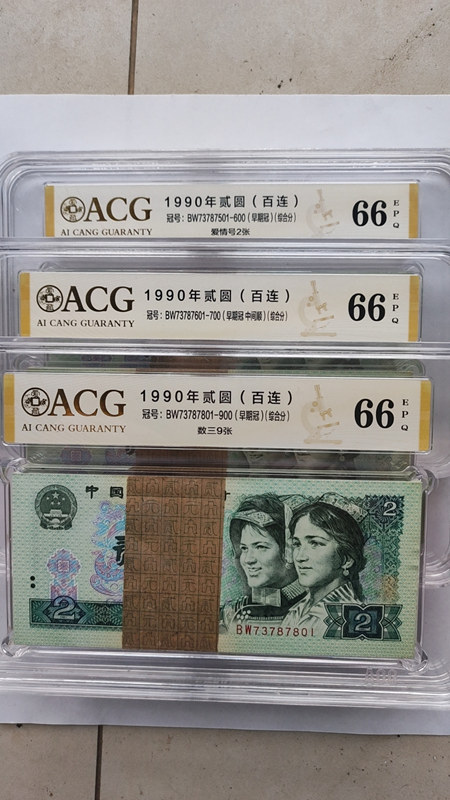 ACG
AI CANG GUARANTY
1990年贰圆（百连）
冠号：BW73787501-600（早期冠）（综合分）
爱情号2张
66 EPQ
ACG
AI CANG GUARANTY
1990年贰圆（百连）
冠号：BW73787601-700（早期冠 中间顺）（综合分）
66 EPQ
ACG
AI CANG GUARANTY
1990年贰圆（百连）
冠号：BW73787801-900（早期冠）（综合分）
数三9张
66 EPQ
中国
2
2
BW73787801
2